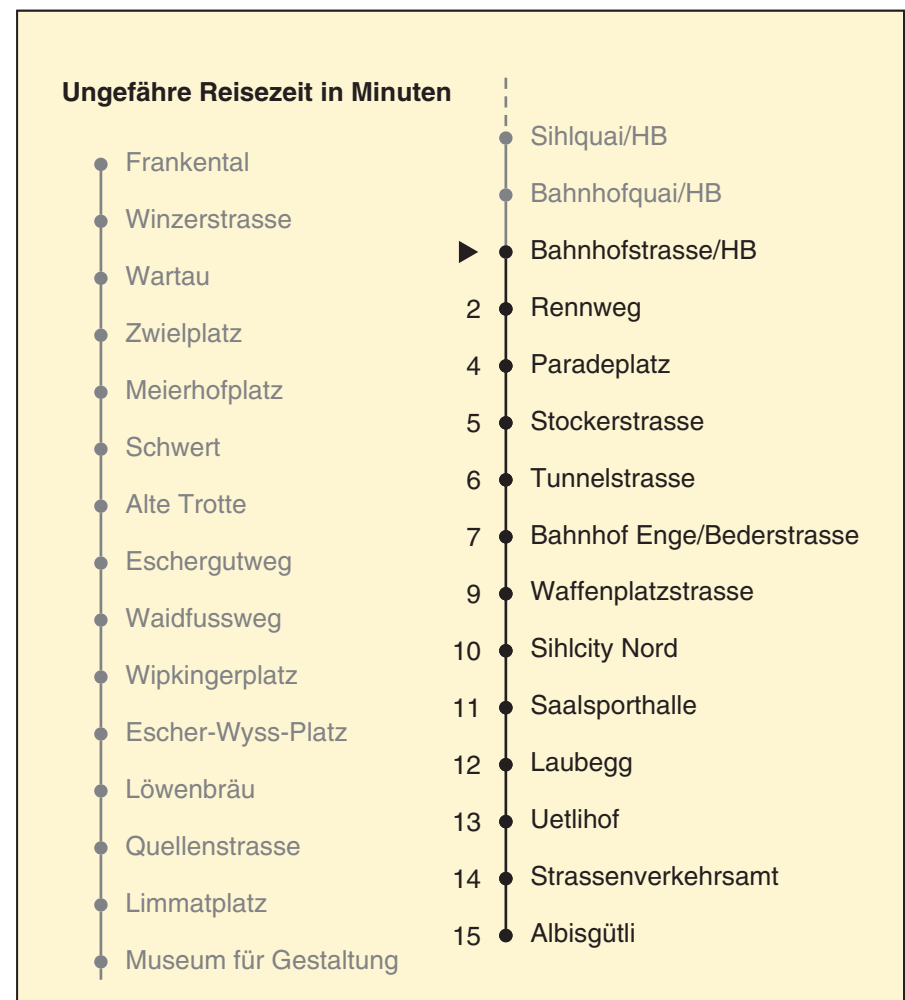 Ungefähre Reisezeit in Minuten
Frankental
Winzerstrasse
Wartau
Zwielplatz
Meierhofplatz
Schwert
Alte Trotte
Eschergutweg
Waidfussweg
Wipkingerplatz
Escher-Wyss-Platz
Löwenbräu
Quellenstrasse
Limmatplatz
Museum für Gestaltung
Sihlquai/HB
Bahnhofquai/HB
Bahnhofstrasse/HB
2 Rennweg
4 Paradeplatz
5 Stockerstrasse
6 Tunnelstrasse
7 Bahnhof Enge/Bederstrasse
9 Waffenplatzstrasse
10 Sihlcity Nord
11 Saalsporthalle
12 Laubegg
13 Uetlihof
14 Strassenverkehrsamt
15 Albisgütli